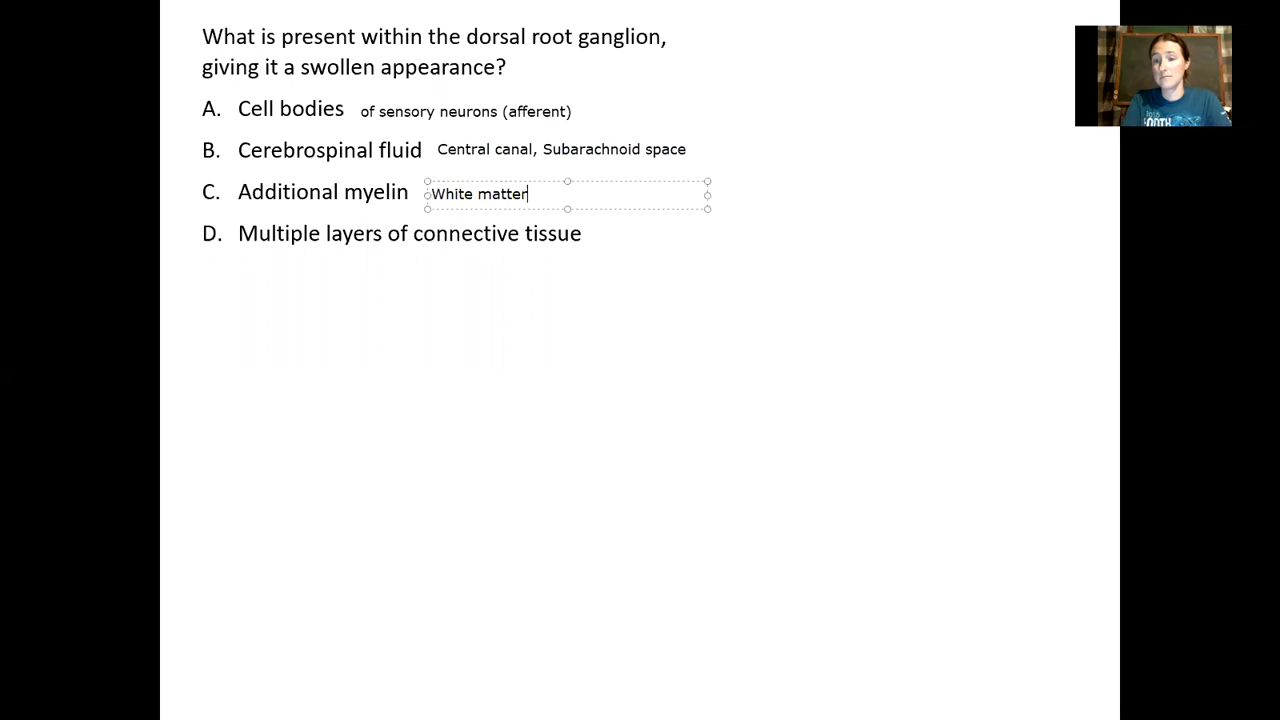 What is present within the dorsal root ganglion,
giving it a swollen appearance?
A. Cell bodies of sensory neurons (afferent)
B. Cerebrospinal fluid Central canal, Subarachnoid space
C. Additional myelin White matter
D. Multiple layers of connective tissue